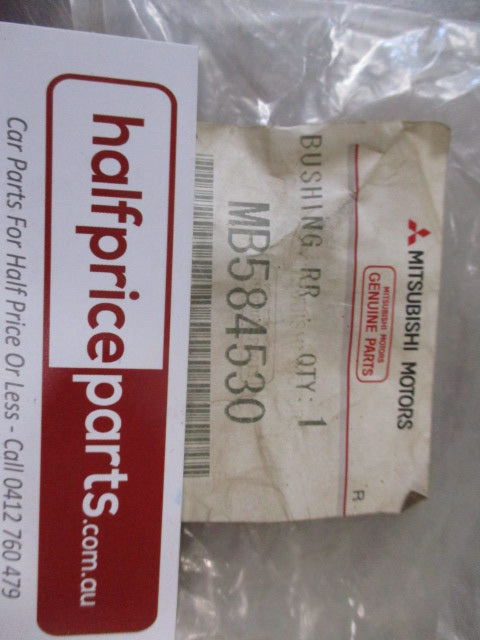 MITSUBISHI MOTORS
MITSUBISHI MOTORS
GENUINE PARTS
R
BUSHING, RR QTY: 1
MB584530
halfpriceparts.com.au
Car Parts For Half Price Or Less - Call 0412 760 479